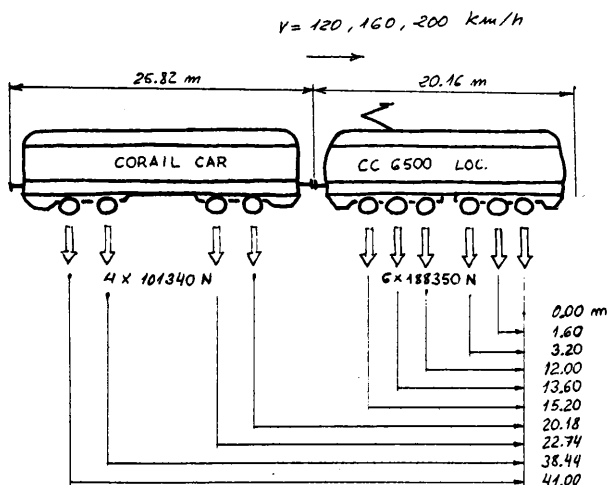 V = 120, 160, 200 km/h
26.82 m
20.16 m
CORAIL CAR
CC 6500 LOC.
4 x 101340 N
6 x 188350 N
0.00 m
1.60
3.20
12.00
13.60
15.20
20.18
22.74
38.44
41.00